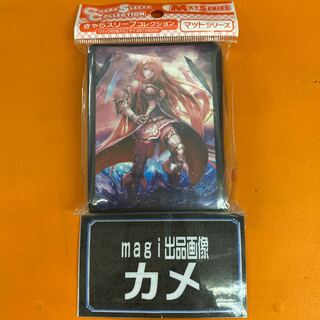 CHARA SLEEVE COLLECTION
MAT SERIES
きゃらスリーブコレクション
マットシリーズ
magi出品画像
カメ